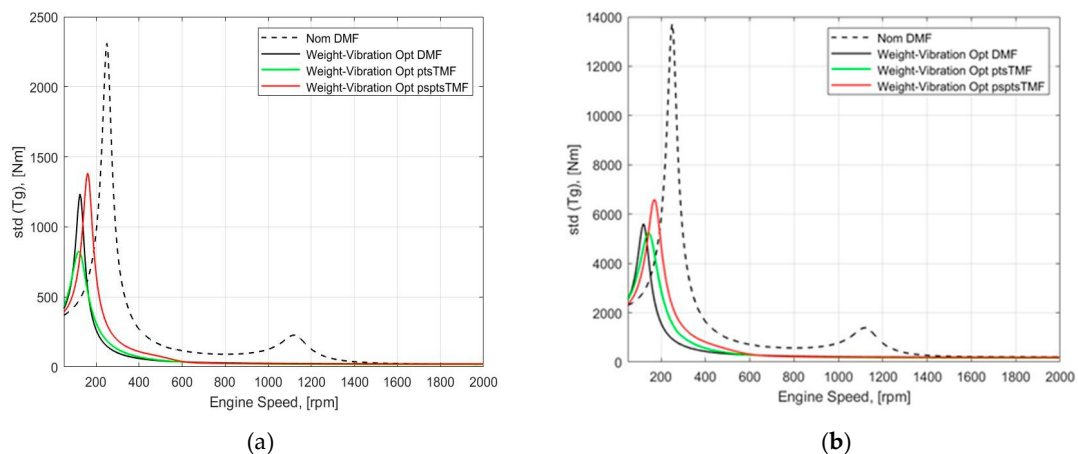 2500
2000
1500
1000
500
0
std (Tg), [Nm]
Nom DMF
Weight-Vibration Opt DMF
Weight-Vibration Opt ptsTMF
Weight-Vibration Opt psptsTMF
200 400 600 800 1000 1200 1400 1600 1800 2000
Engine Speed, [rpm]
(a)
14000
12000
10000
8000
6000
4000
2000
0
std (Tg), [Nm]
Nom DMF
Weight-Vibration Opt DMF
Weight-Vibration Opt ptsTMF
Weight-Vibration Opt psptsTMF
200 400 600 800 1000 1200 1400 1600 1800 2000
Engine Speed, [rpm]
(b)